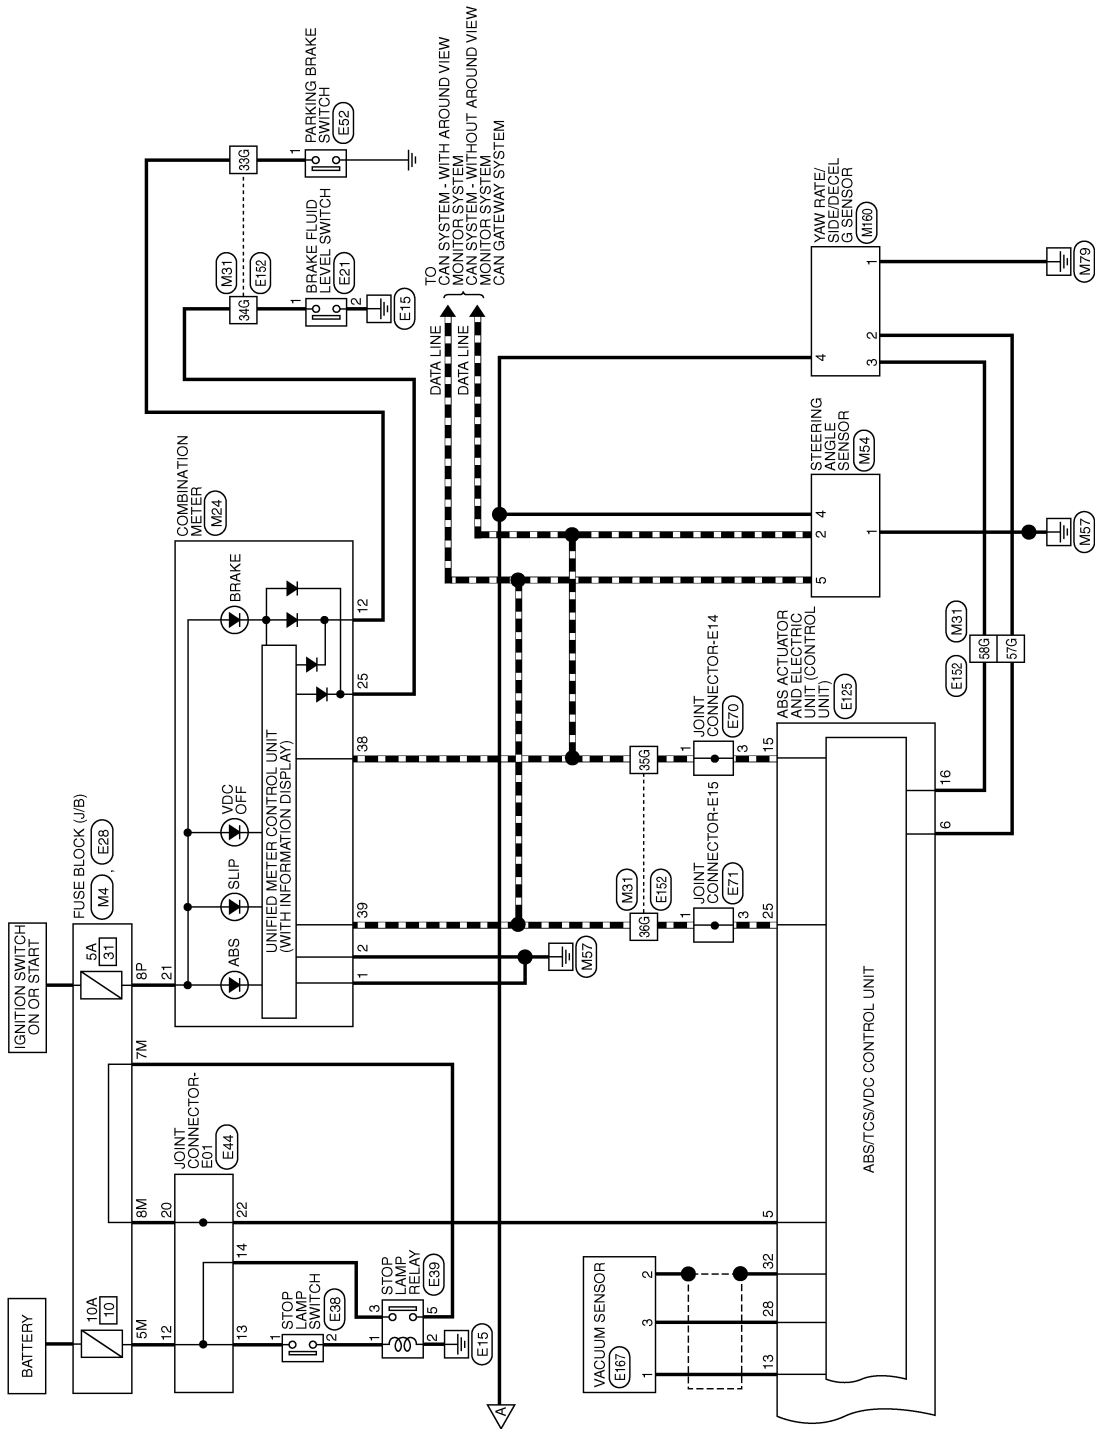 BATTERY
IGNITION SWITCH
ON OR START
10A
10
5A
31
FUSE BLOCK (J/B)
M4
,
E28
5M
8M
7M
8P
12
20
21
JOINT
CONNECTOR-
E01
E44
13
14
22
1
STOP
LAMP
SWITCH
E38
2
3
1
STOP
LAMP
RELAY
E39
5
2
E15
A
COMBINATION
METER
M24
ABS
SLIP
VDC
OFF
BRAKE
UNIFIED METER CONTROL UNIT
(WITH INFORMATION DISPLAY)
1
2
39
38
25
12
M57
M31
E152
34G
33G
1
BRAKE FLUID
LEVEL SWITCH
E21
2
E15
1
PARKING BRAKE
SWITCH
E52
DATA LINE
DATA LINE
TO
CAN SYSTEM - WITH AROUND VIEW
MONITOR SYSTEM
CAN SYSTEM - WITHOUT AROUND VIEW
MONITOR SYSTEM
CAN GATEWAY SYSTEM
M31
E152
36G
35G
1
JOINT
CONNECTOR-E15
E71
3
1
JOINT
CONNECTOR-E14
E70
3
VACUUM SENSOR
E167
1
3
2
13
28
32
5
25
15
ABS ACTUATOR
AND ELECTRIC
UNIT (CONTROL
UNIT)
E125
ABS/TCS/VDC CONTROL UNIT
6
16
5
2
4
STEERING
ANGLE
SENSOR
M54
1
M57
4
YAW RATE/
SIDE/DECEL
G SENSOR
M160
3
2
1
M79
E152
M31
58G
57G